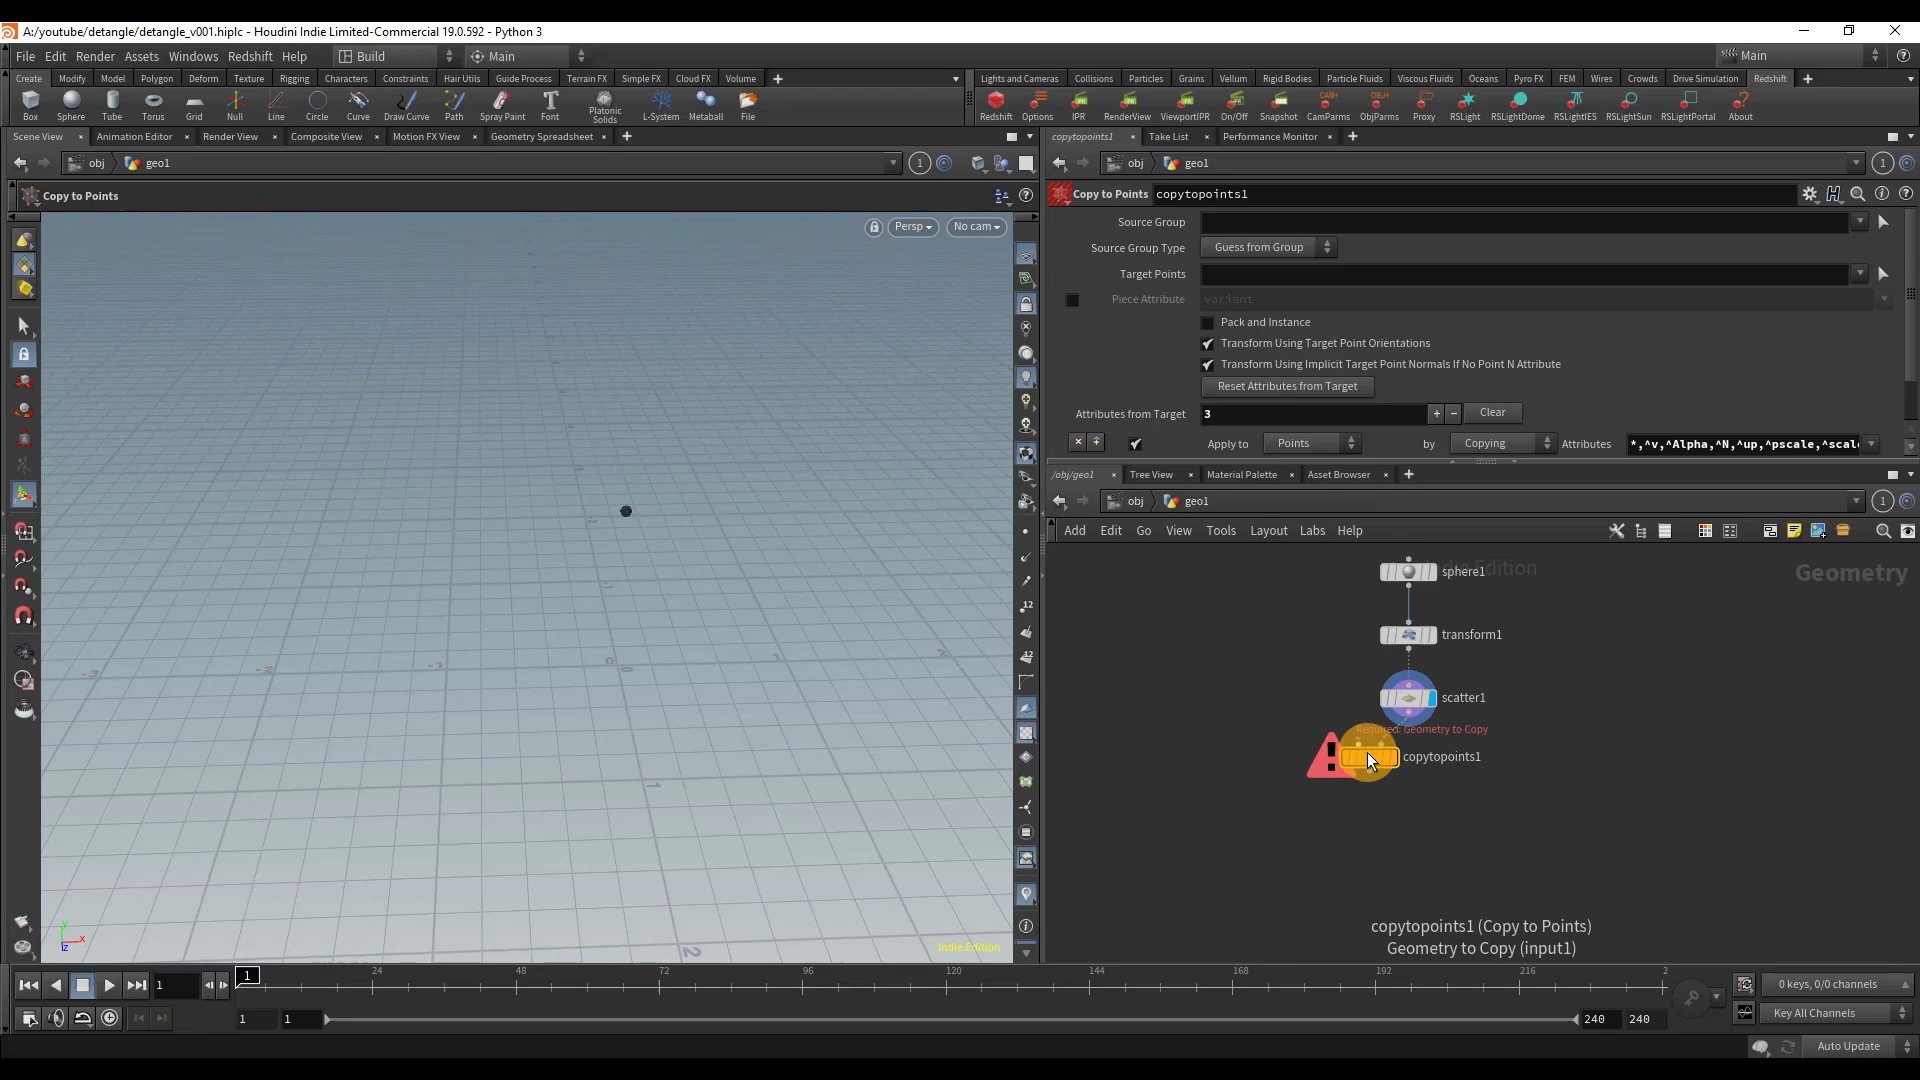 A:/youtube/detangle/detangle_v001.hiplc - Houdini Indie Limited-Commercial 19.0.592 - Python 3
File Edit Render Assets Windows Redshift Help Build Main Main
Create Modify Model Polygon Deform Texture Rigging Characters Constraints Hair Utils Guide Process Terrain FX Simple FX Cloud FX Volume
Lights and Cameras Collisions Particles Grains Vellum Rigid Bodies Particle Fluids Viscous Fluids Oceans Pyro FX FEM Wires Crowds Drive Simulation Redshift
Box Sphere Tube Torus Grid Null Line Circle Curve Draw Curve Path Spray Paint Font Platonic Solids L-System Metaball File
Redshift Options IPR RenderView ViewportIPR On/Off Snapshot CamParms ObjParms Proxy RSLight RSLightDome RSLightIES RSLightSun RSLightPortal About
Scene View Animation Editor Render View Composite View Motion FX View Geometry Spreadsheet
copytopoints1 Take List Performance Monitor
obj geo1 1
obj geo1 1
Copy to Points
Copy to Points copytopoints1
Persp No cam
Source Group
Source Group Type Guess from Group
Target Points
Piece Attribute variant
Pack and Instance
Transform Using Target Point Orientations
Transform Using Implicit Target Point Normals If No Point N Attribute
Reset Attributes from Target
Attributes from Target 3 + - Clear
Apply to Points by Copying Attributes *,^v,^Alpha,^N,^up,^pscale,^scal
/obj/geo1 Tree View Material Palette Asset Browser
obj geo1 1
Add Edit Go View Tools Layout Labs Help
sphere1
Edition
Geometry
transform1
scatter1
Required: Geometry to Copy
copytopoints1
copytopoints1 (Copy to Points)
Geometry to Copy (input1)
Indie Edition
1 1 24 48 72 96 120 144 168 192 216 2
0 keys, 0/0 channels
1 1 240 240
Key All Channels
Auto Update